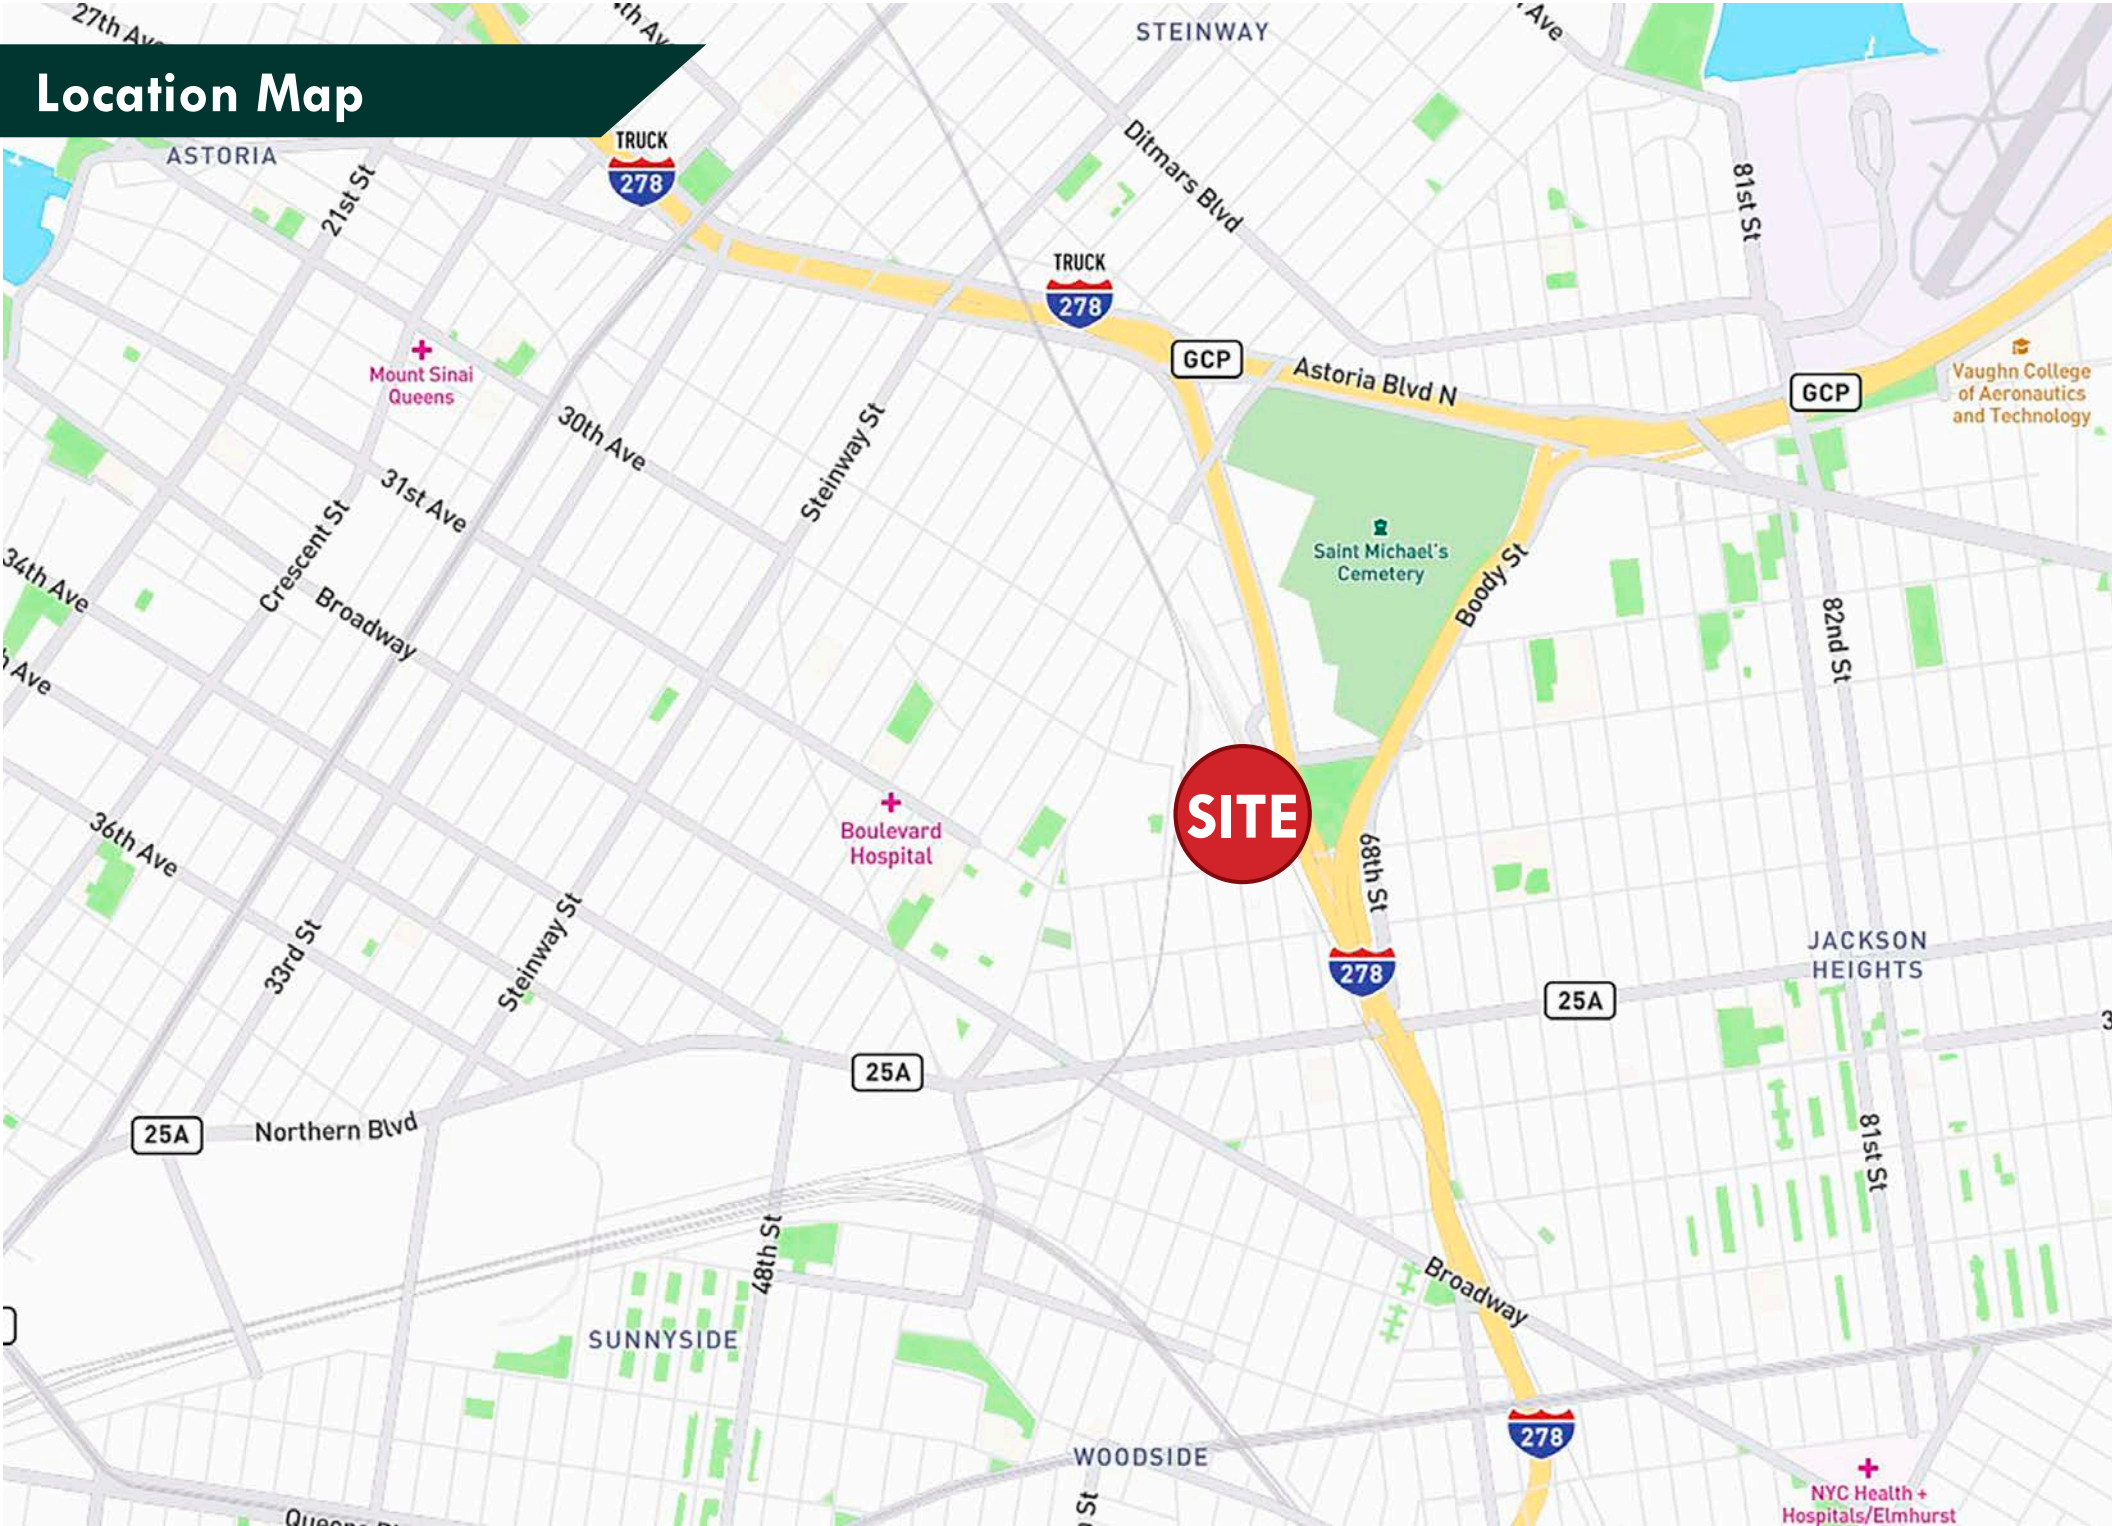 27th Ave
STEINWAY
Ave
Location Map
ASTORIA
TRUCK
278
21st St
Ditmars Blvd
81st St
TRUCK
278
GCP
Astoria Blvd N
GCP
Vaughn College
of Aeronautics
and Technology
Mount Sinai
Queens
30th Ave
Steinway St
31st Ave
Crescent St
Saint Michael's
Cemetery
Boody St
34th Ave
Broadway
82nd St
Ave
36th Ave
Boulevard
Hospital
SITE
68th St
33rd St
Steinway St
278
JACKSON
HEIGHTS
25A
25A
25A
Northern Blvd
81st St
48th St
Broadway
SUNNYSIDE
278
WOODSIDE
St
NYC Health +
Hospitals/Elmhurst